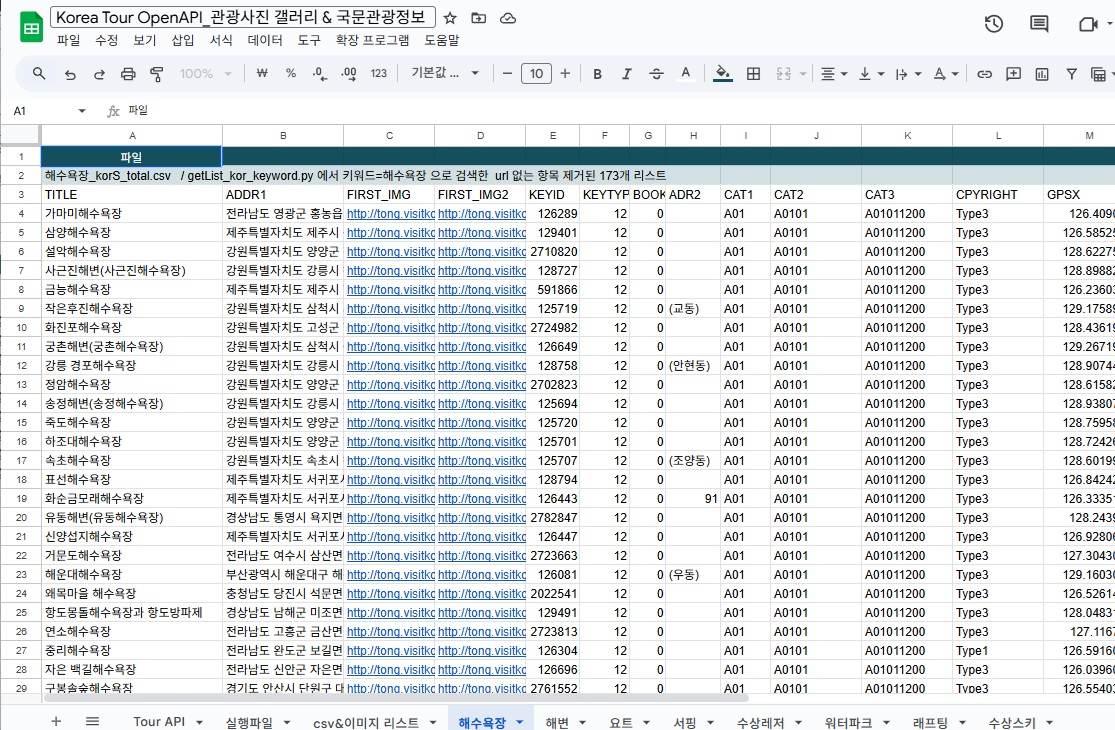 Korea Tour OpenAPI_관광사진 갤러리 & 국문관광정보
파일 수정 보기 삽입 서식 데이터 도구 확장 프로그램 도움말
100% ₩ % .0 .00 123 기본값 ... 10 B I S A
A1 fx 파일
A B C D E F G H I J K L M
1 파일
2 해수욕장_korS_total.csv / getList_kor_keyword.py 에서 키워드=해수욕장 으로 검색한 url 없는 항목 제거된 173개 리스트
3 TITLE ADDR1 FIRST_IMG FIRST_IMG2 KEYID KEYTYP BOOK ADR2 CAT1 CAT2 CAT3 CPYRIGHT GPSX
4 가마미해수욕장 전라남도 영광군 홍농읍 http://tong.visitkc http://tong.visitkc 126289 12 0 A01 A0101 A01011200 Type3 126.4090
5 삼양해수욕장 제주특별자치도 제주시 http://tong.visitkc http://tong.visitkc 129401 12 0 A01 A0101 A01011200 Type3 126.58525
6 설악해수욕장 강원특별자치도 양양군 http://tong.visitkc http://tong.visitkc 2710820 12 0 A01 A0101 A01011200 Type3 128.62275
7 사근진해변(사근진해수욕장) 강원특별자치도 강릉시 http://tong.visitkc http://tong.visitkc 128727 12 0 A01 A0101 A01011200 Type3 128.89882
8 금능해수욕장 제주특별자치도 제주시 http://tong.visitkc http://tong.visitkc 591866 12 0 A01 A0101 A01011200 Type3 126.23603
9 작은후진해수욕장 강원특별자치도 삼척시 http://tong.visitkc http://tong.visitkc 125719 12 0 (교동) A01 A0101 A01011200 Type3 129.17589
10 화진포해수욕장 강원특별자치도 고성군 http://tong.visitkc http://tong.visitkc 2724982 12 0 A01 A0101 A01011200 Type3 128.43619
11 궁촌해변(궁촌해수욕장) 강원특별자치도 삼척시 http://tong.visitkc http://tong.visitkc 126649 12 0 A01 A0101 A01011200 Type3 129.26719
12 강릉 경포해수욕장 강원특별자치도 강릉시 http://tong.visitkc http://tong.visitkc 128758 12 0 (안현동) A01 A0101 A01011200 Type3 128.90744
13 정암해수욕장 강원특별자치도 양양군 http://tong.visitkc http://tong.visitkc 2702823 12 0 A01 A0101 A01011200 Type3 128.61582
14 송정해변(송정해수욕장) 강원특별자치도 강릉시 http://tong.visitkc http://tong.visitkc 125694 12 0 A01 A0101 A01011200 Type3 128.93807
15 죽도해수욕장 강원특별자치도 양양군 http://tong.visitkc http://tong.visitkc 125720 12 0 A01 A0101 A01011200 Type3 128.75958
16 하조대해수욕장 강원특별자치도 양양군 http://tong.visitkc http://tong.visitkc 125701 12 0 A01 A0101 A01011200 Type3 128.72426
17 속초해수욕장 강원특별자치도 속초시 http://tong.visitkc http://tong.visitkc 125707 12 0 (조양동) A01 A0101 A01011200 Type3 128.60199
18 표선해수욕장 제주특별자치도 서귀포시 http://tong.visitkc http://tong.visitkc 128794 12 0 A01 A0101 A01011200 Type3 126.84242
19 화순금모래해수욕장 제주특별자치도 서귀포시 http://tong.visitkc http://tong.visitkc 126443 12 0 91 A01 A0101 A01011200 Type3 126.3335
20 유동해변(유동해수욕장) 경상남도 통영시 욕지면 http://tong.visitkc http://tong.visitkc 2782847 12 0 A01 A0101 A01011200 Type3 128.2439
21 신양섭지해수욕장 제주특별자치도 서귀포시 http://tong.visitkc http://tong.visitkc 126447 12 0 A01 A0101 A01011200 Type3 126.92806
22 거문도해수욕장 전라남도 여수시 삼산면 http://tong.visitkc http://tong.visitkc 2723663 12 0 A01 A0101 A01011200 Type3 127.30430
23 해운대해수욕장 부산광역시 해운대구 해 http://tong.visitkc http://tong.visitkc 126081 12 0 (우동) A01 A0101 A01011200 Type3 129.16030
24 왜목마을 해수욕장 충청남도 당진시 석문면 http://tong.visitkc http://tong.visitkc 2022541 12 0 A01 A0101 A01011200 Type3 126.52614
25 항도몽돌해수욕장과 항도방파제 경상남도 남해군 미조면 http://tong.visitkc http://tong.visitkc 129491 12 0 A01 A0101 A01011200 Type3 128.0483
26 연소해수욕장 전라남도 고흥군 금산면 http://tong.visitkc http://tong.visitkc 2723813 12 0 A01 A0101 A01011200 Type3 127.1167
27 중리해수욕장 전라남도 완도군 보길면 http://tong.visitkc http://tong.visitkc 126304 12 0 A01 A0101 A01011200 Type1 126.59160
28 자은 백길해수욕장 전라남도 신안군 자은면 http://tong.visitkc http://tong.visitkc 126696 12 0 A01 A0101 A01011200 Type3 126.03960
29 구봉솔숲해수욕장 경기도 안산시 단원구 대 http://tong.visitkc http://tong.visitkc 2761552 12 0 A01 A0101 A01011200 Type3 126.55403
Tour API 실행파일 csv&이미지 리스트 해수욕장 해변 요트 서핑 수상레저 워터파크 래프팅 수상스키